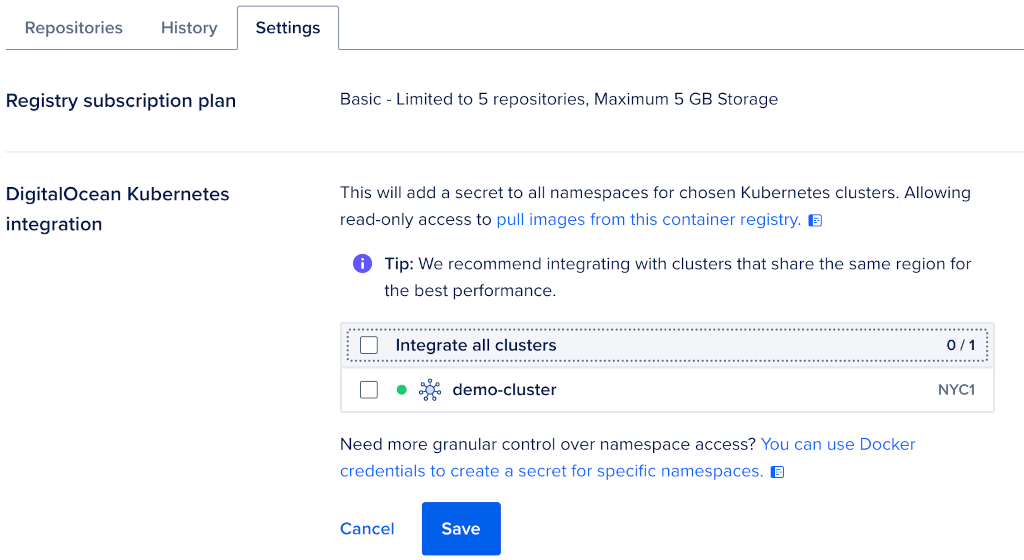 Repositories History Settings
Registry subscription plan
Basic - Limited to 5 repositories, Maximum 5 GB Storage
DigitalOcean Kubernetes
integration
This will add a secret to all namespaces for chosen Kubernetes clusters. Allowing
read-only access to pull images from this container registry.
Tip: We recommend integrating with clusters that share the same region for
the best performance.
Integrate all clusters 0 / 1
demo-cluster NYC1
Need more granular control over namespace access? You can use Docker
credentials to create a secret for specific namespaces.
Cancel Save